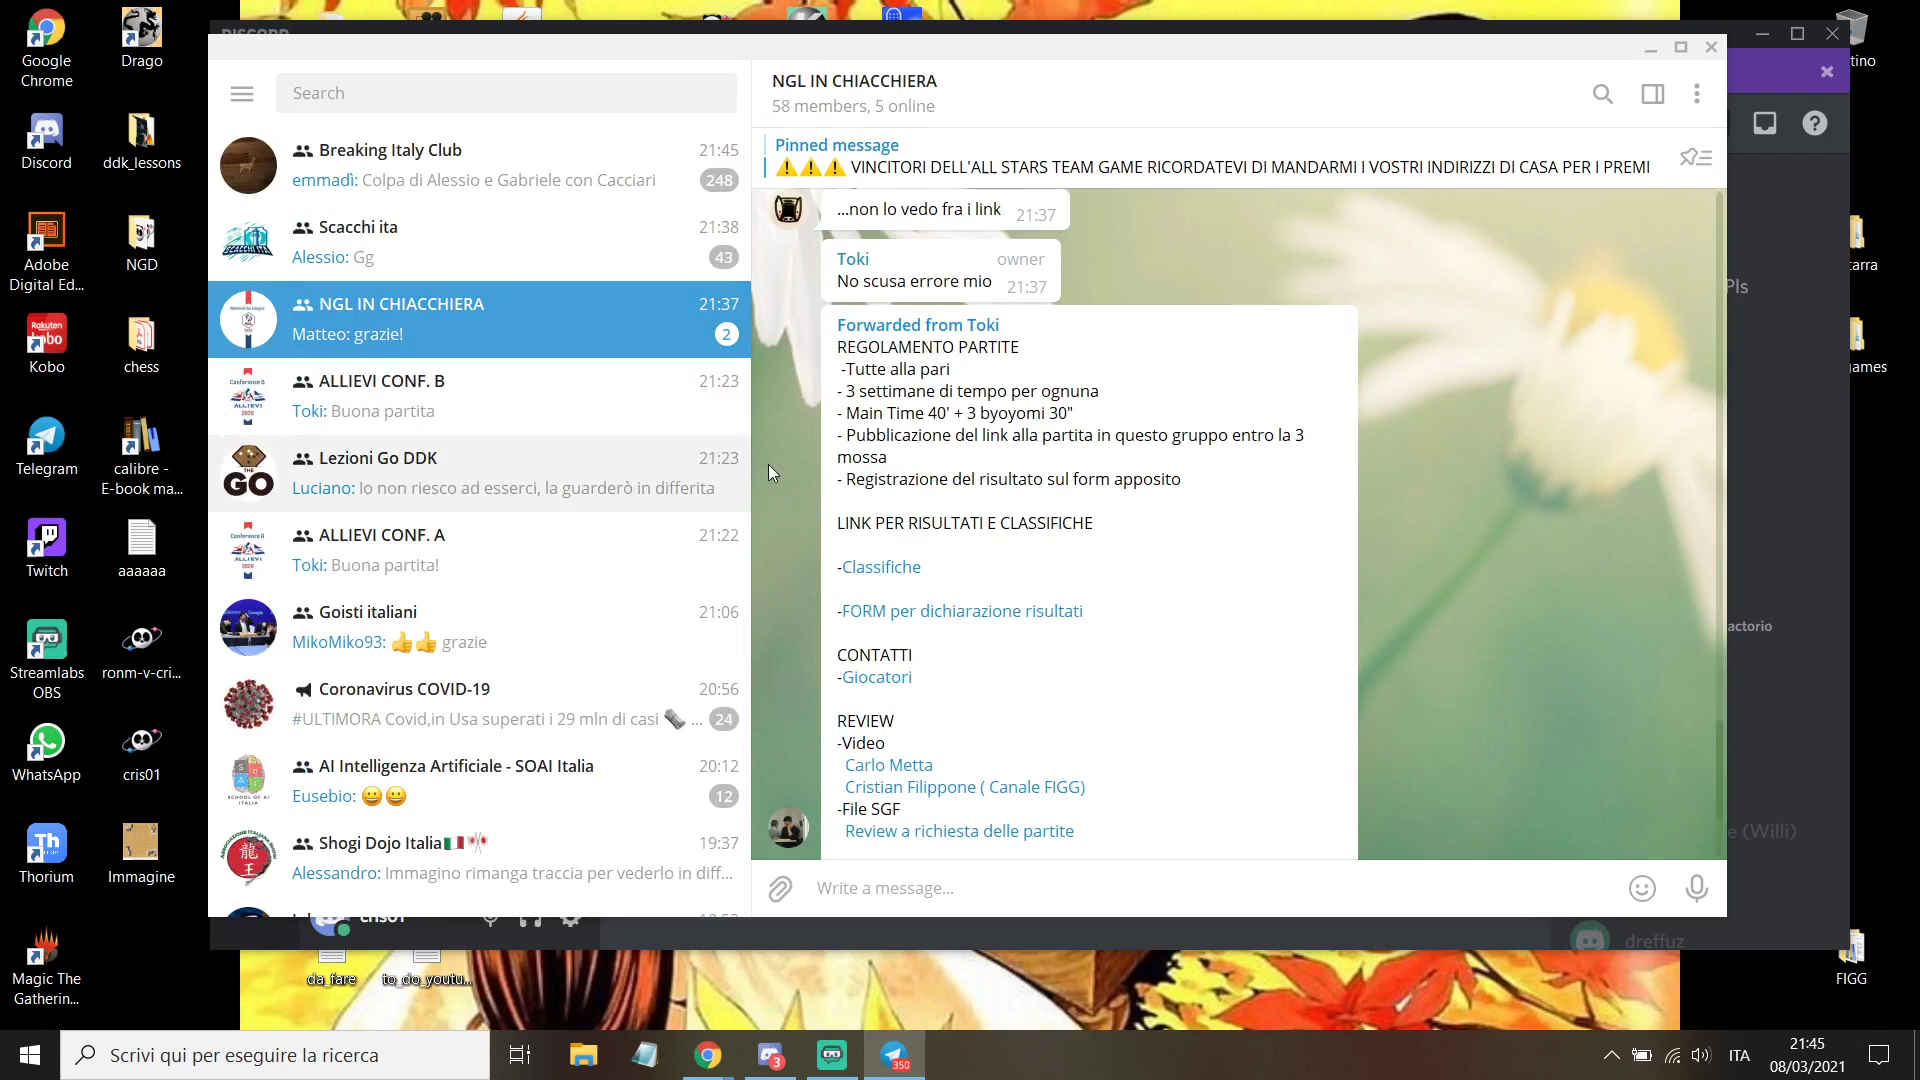 Google
Chrome
Drago
Discord
ddk_lessons
Adobe
Digital Ed...
NGD
Kobo
chess
Telegram
calibre -
E-book ma...
Twitch
aaaaaa
Streamlabs
OBS
ronm-v-cri...
WhatsApp
cris01
Thorium
Immagine
Magic The
Gatherin...
DISCORD
Search
Breaking Italy Club
21:45
emmadì: Colpa di Alessio e Gabriele con Cacciari
248
Scacchi ita
21:38
Alessio: Gg
43
NGL IN CHIACCHIERA
21:37
Matteo: grazie!
2
ALLIEVI CONF. B
21:23
Toki: Buona partita
Lezioni Go DDK
21:23
Luciano: Io non riesco ad esserci, la guarderò in differita
ALLIEVI CONF. A
21:22
Toki: Buona partita!
Goisti italiani
21:06
MikoMiko93: 👍👍 grazie
Coronavirus COVID-19
20:56
#ULTIMORA Covid,in Usa superati i 29 mln di casi 🗞 ...
24
AI Intelligenza Artificiale - SOAI Italia
20:12
Eusebio: 😀😀
12
Shogi Dojo Italia🇮🇹🎌
19:37
Alessandro: Immagino rimanga traccia per vederlo in diff...
NGL IN CHIACCHIERA
58 members, 5 online
Pinned message
⚠️⚠️⚠️ VINCITORI DELL'ALL STARS TEAM GAME RICORDATEVI DI MANDARMI I VOSTRI INDIRIZZI DI CASA PER I PREMI
...non lo vedo fra i link 21:37
Toki owner
No scusa errore mio 21:37
Forwarded from Toki
REGOLAMENTO PARTITE
-Tutte alla pari
- 3 settimane di tempo per ognuna
- Main Time 40' + 3 byoyomi 30"
- Pubblicazione del link alla partita in questo gruppo entro la 3
mossa
- Registrazione del risultato sul form apposito
LINK PER RISULTATI E CLASSIFICHE
-Classifiche
-FORM per dichiarazione risultati
CONTATTI
-Giocatori
REVIEW
-Video
Carlo Metta
Cristian Filippone ( Canale FIGG)
-File SGF
Review a richiesta delle partite
Write a message...
cris01
dreffuz
tino
arra
Pls
ames
actorio
e (Willi)
FIGG
da_fare
to_do_youtu...
Scrivi qui per eseguire la ricerca
3
350
ITA
21:45
08/03/2021